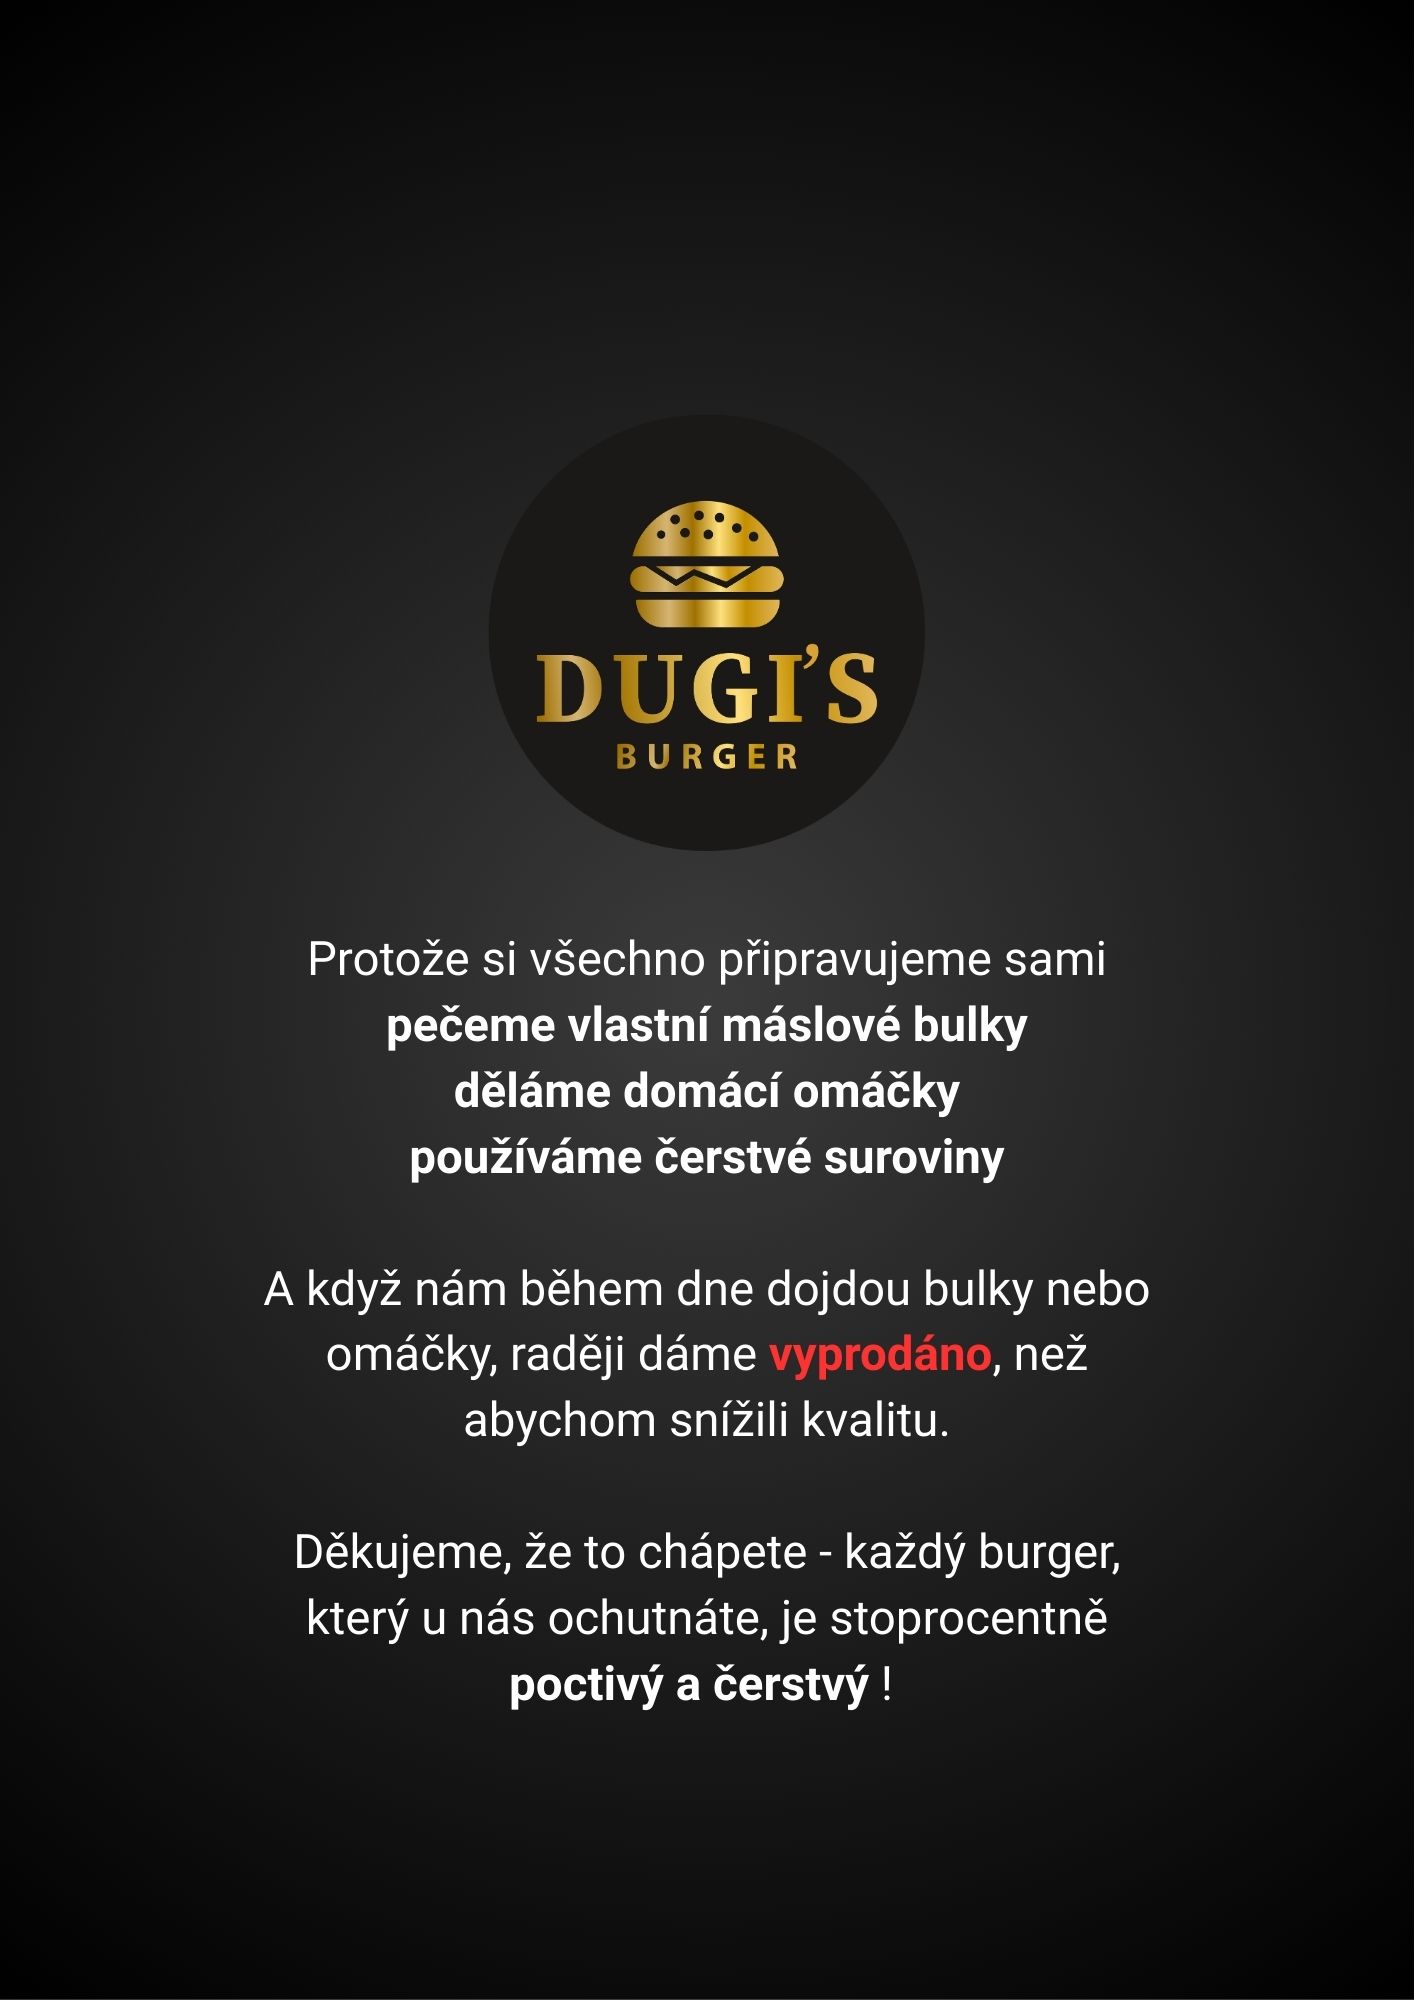 DUGI’S
BURGER
Protože si všechno připravujeme sami
pečeme vlastní máslové bulky
děláme domácí omáčky
používáme čerstvé suroviny
A když nám během dne dojdou bulky nebo
omáčky, raději dáme vyprodáno, než
abychom snížili kvalitu.
Děkujeme, že to chápete - každý burger,
který u nás ochutnáte, je stoprocentně
poctivý a čerstvý !